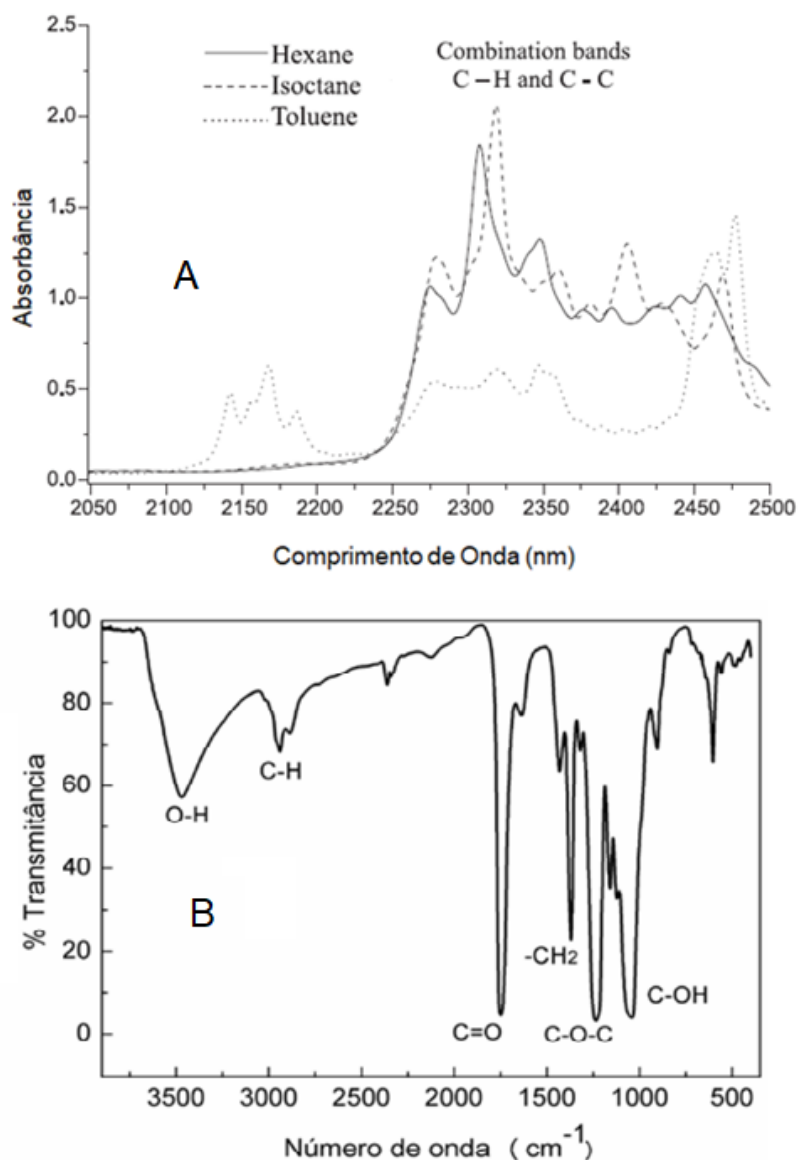 2.5
2.0
1.5
1.0
0.5
0.0
Absorbância
Hexane
Isoctane
Toluene
Combination bands
C – H and C - C
A
2050 2100 2150 2200 2250 2300 2350 2400 2450 2500
Comprimento de Onda (nm)
100
80
60
40
20
0
% Transmitância
O-H
C-H
B
C=O
-CH2
C-O-C
C-OH
3500 3000 2500 2000 1500 1000 500
Número de onda ( cm-1)